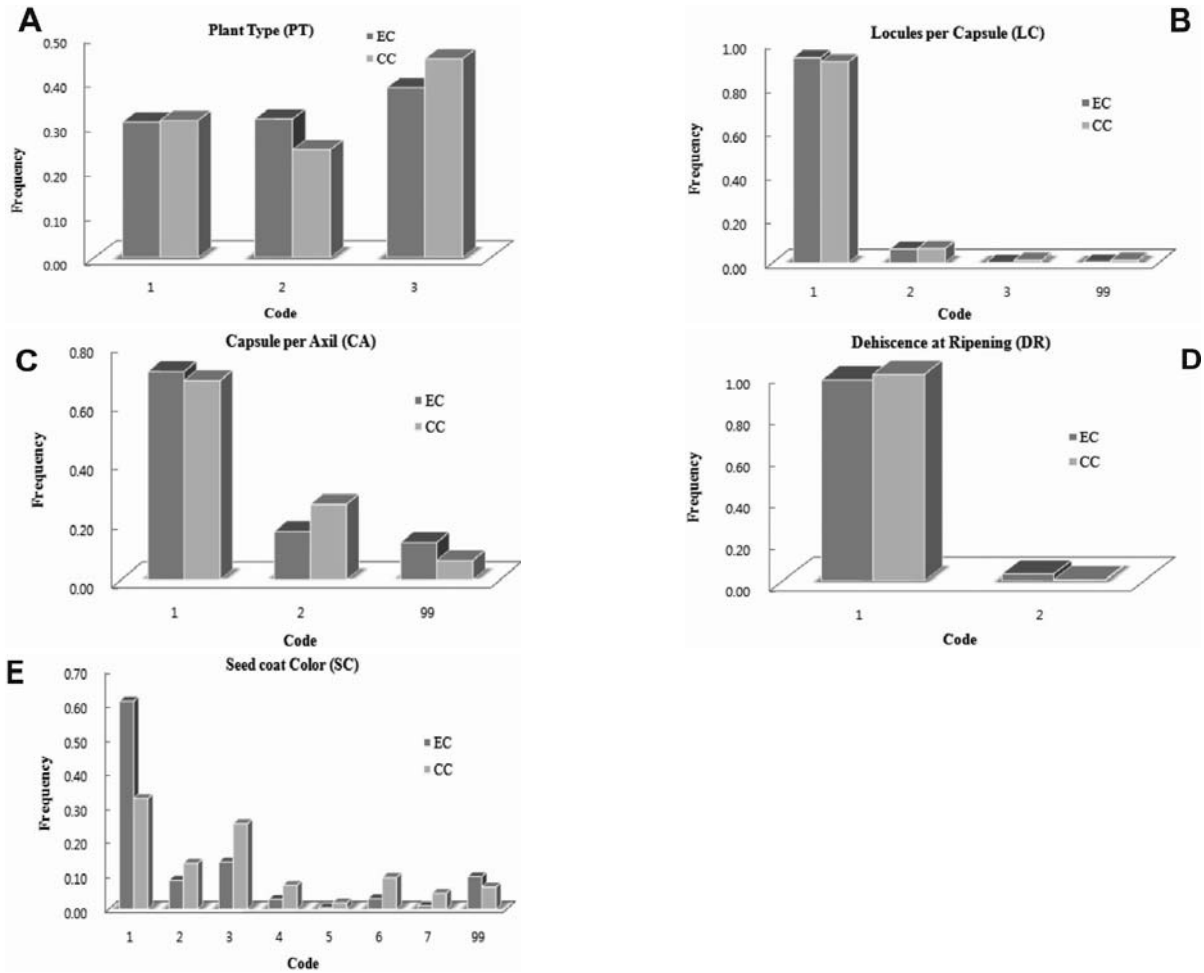 A
Plant Type (PT)
EC
CC
Frequency
0.50
0.40
0.30
0.20
0.10
0.00
1 2 3
Code
B
Locules per Capsule (LC)
EC
CC
Frequency
1.00
0.80
0.60
0.40
0.20
0.00
1 2 3 99
Code
C
Capsule per Axil (CA)
EC
CC
Frequency
0.80
0.60
0.40
0.20
0.00
1 2 99
Code
D
Dehiscence at Ripening (DR)
EC
CC
Frequency
1.00
0.80
0.60
0.40
0.20
0.00
1 2
Code
E
Seed coat Color (SC)
EC
CC
Frequency
0.70
0.60
0.50
0.40
0.30
0.20
0.10
0.00
1 2 3 4 5 6 7 99
Code